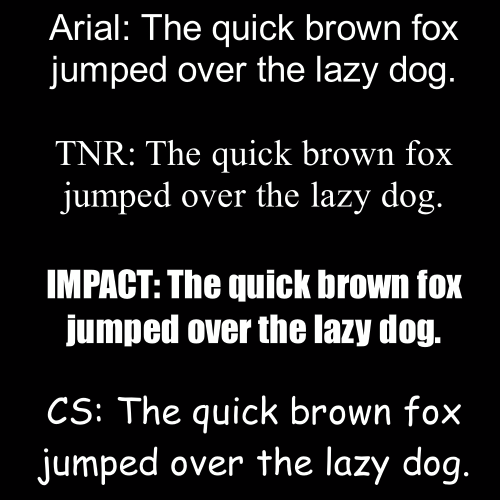 Arial: The quick brown fox
jumped over the lazy dog.
TNR: The quick brown fox
jumped over the lazy dog.
IMPACT: The quick brown fox
jumped over the lazy dog.
CS: The quick brown fox
jumped over the lazy dog.